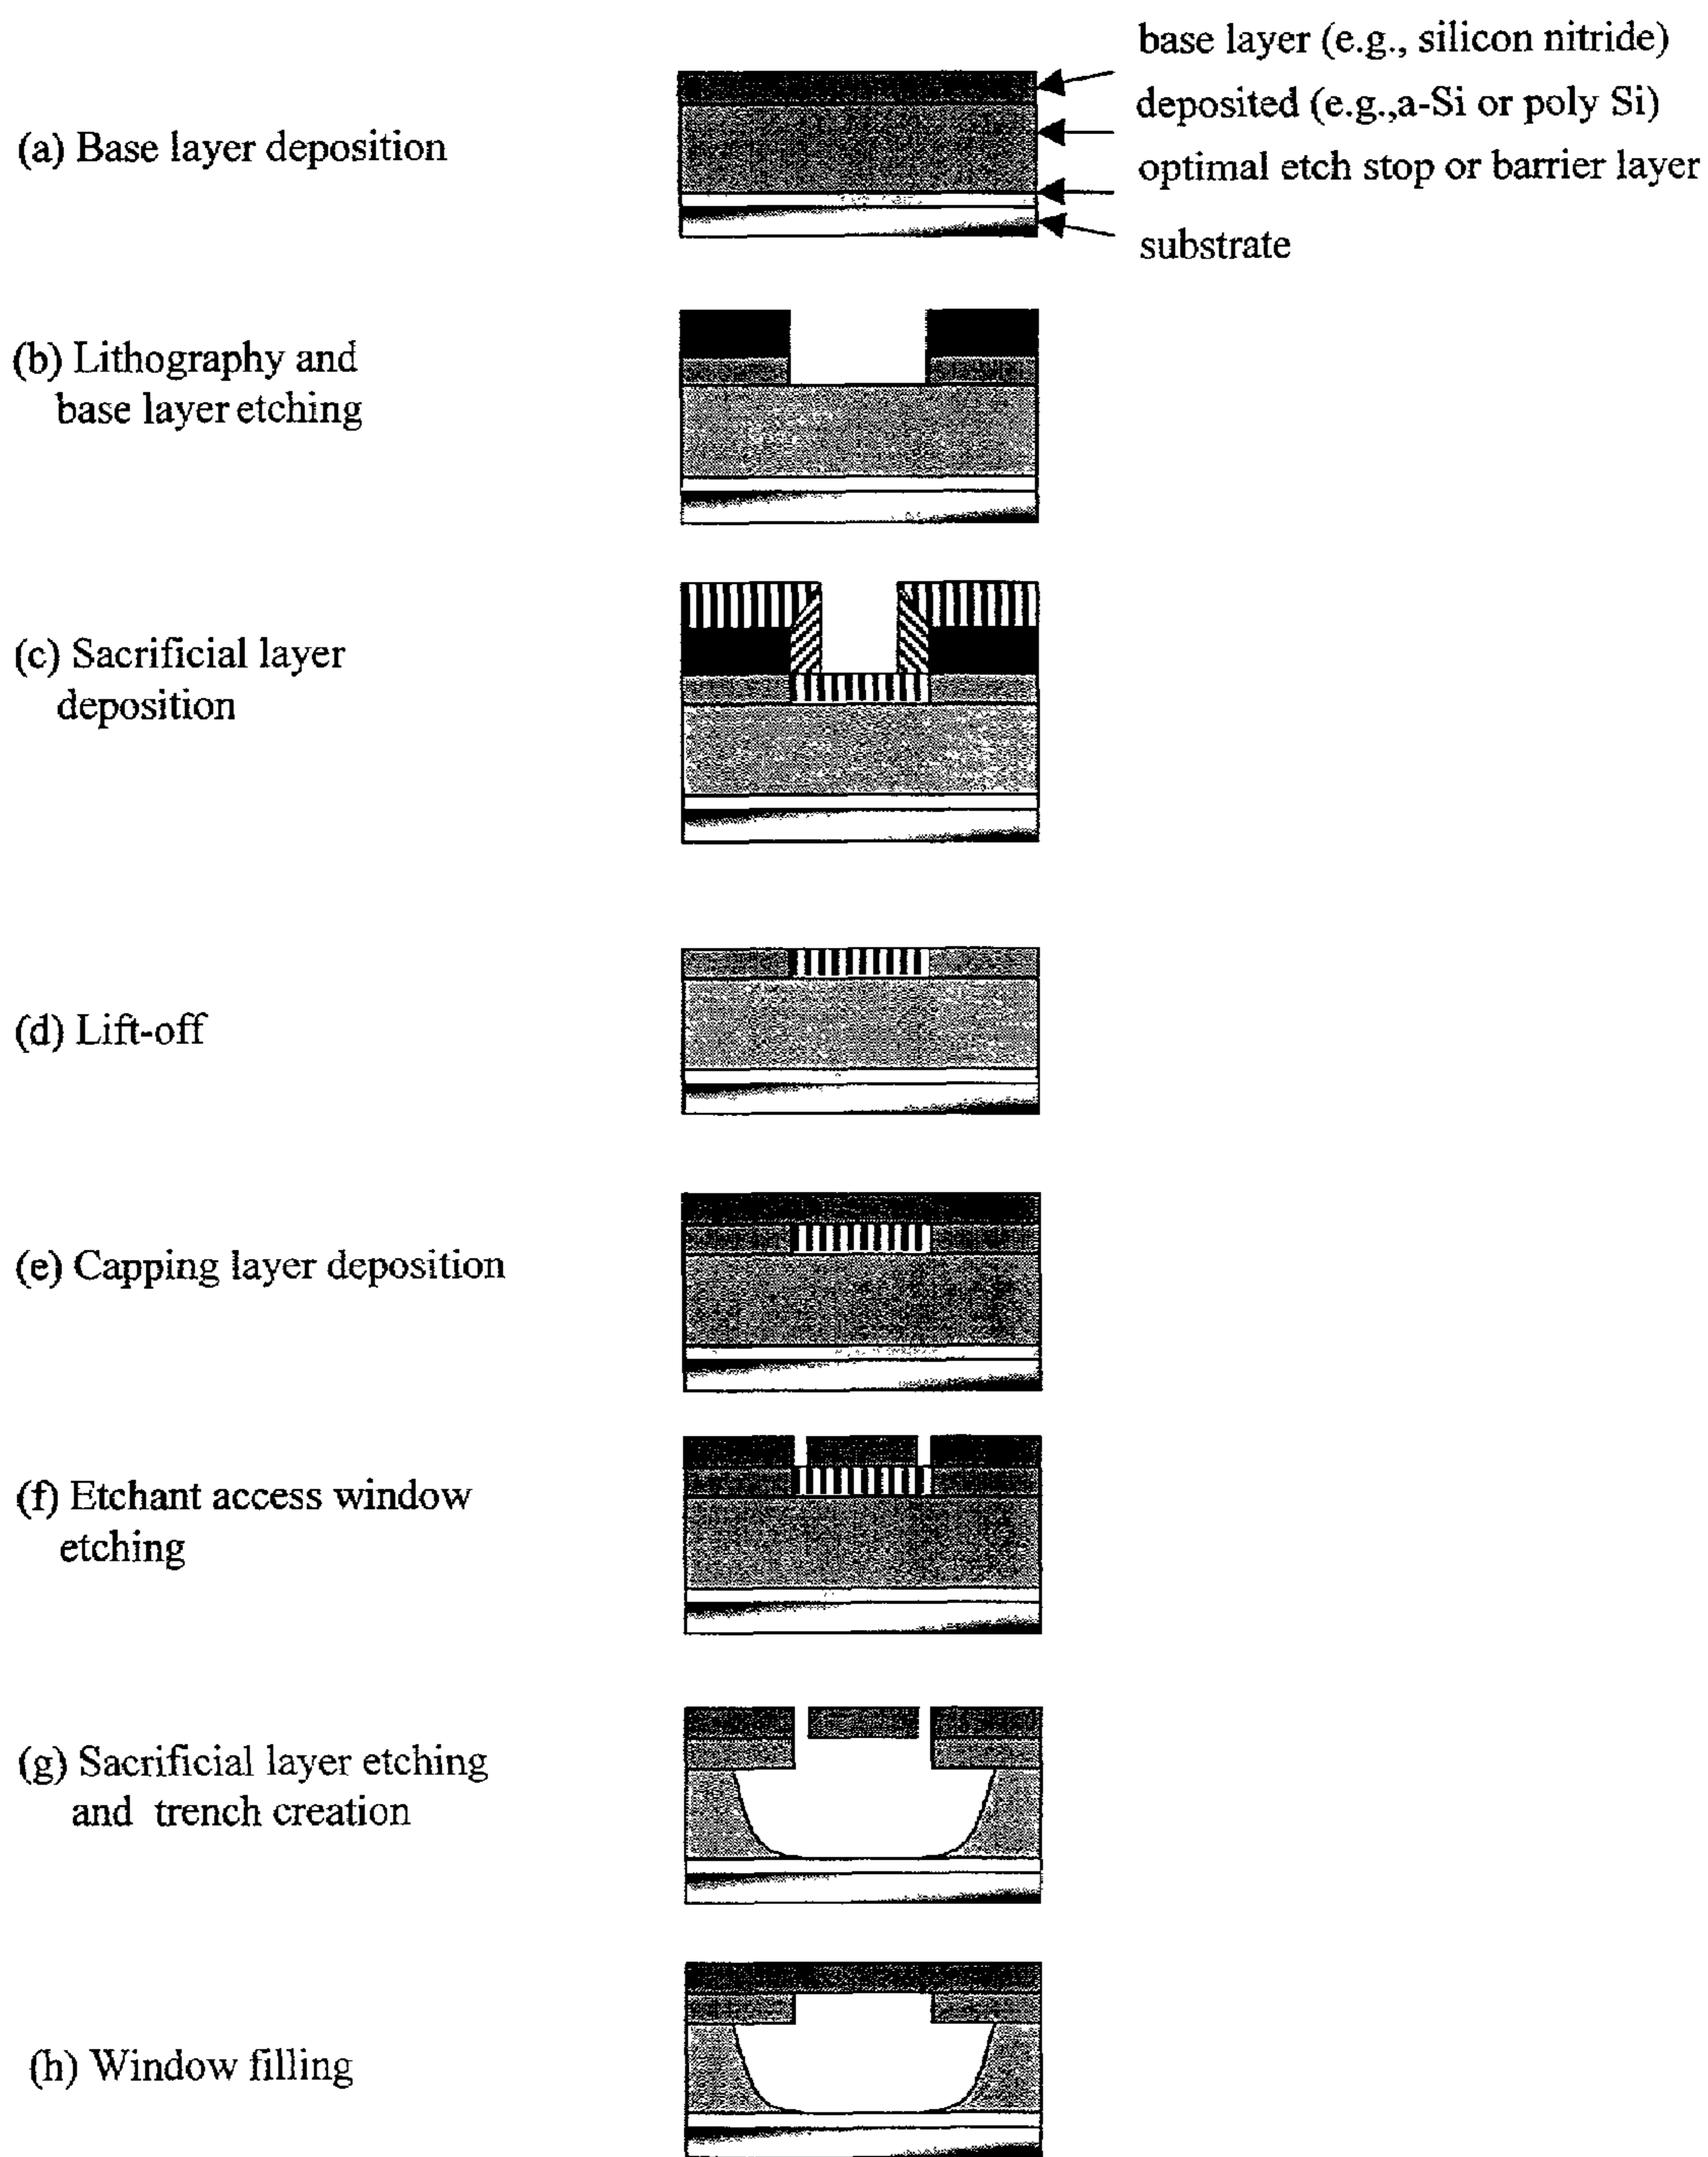 base layer (e.g., silicon nitride)
deposited (e.g.,a-Si or poly Si)
optimal etch stop or barrier layer
substrate
(a) Base layer deposition
(b) Lithography and
base layer etching
(c) Sacrificial layer
deposition
(d) Lift-off
(e) Capping layer deposition
(f) Etchant access window
etching
(g) Sacrificial layer etching
and trench creation
(h) Window filling